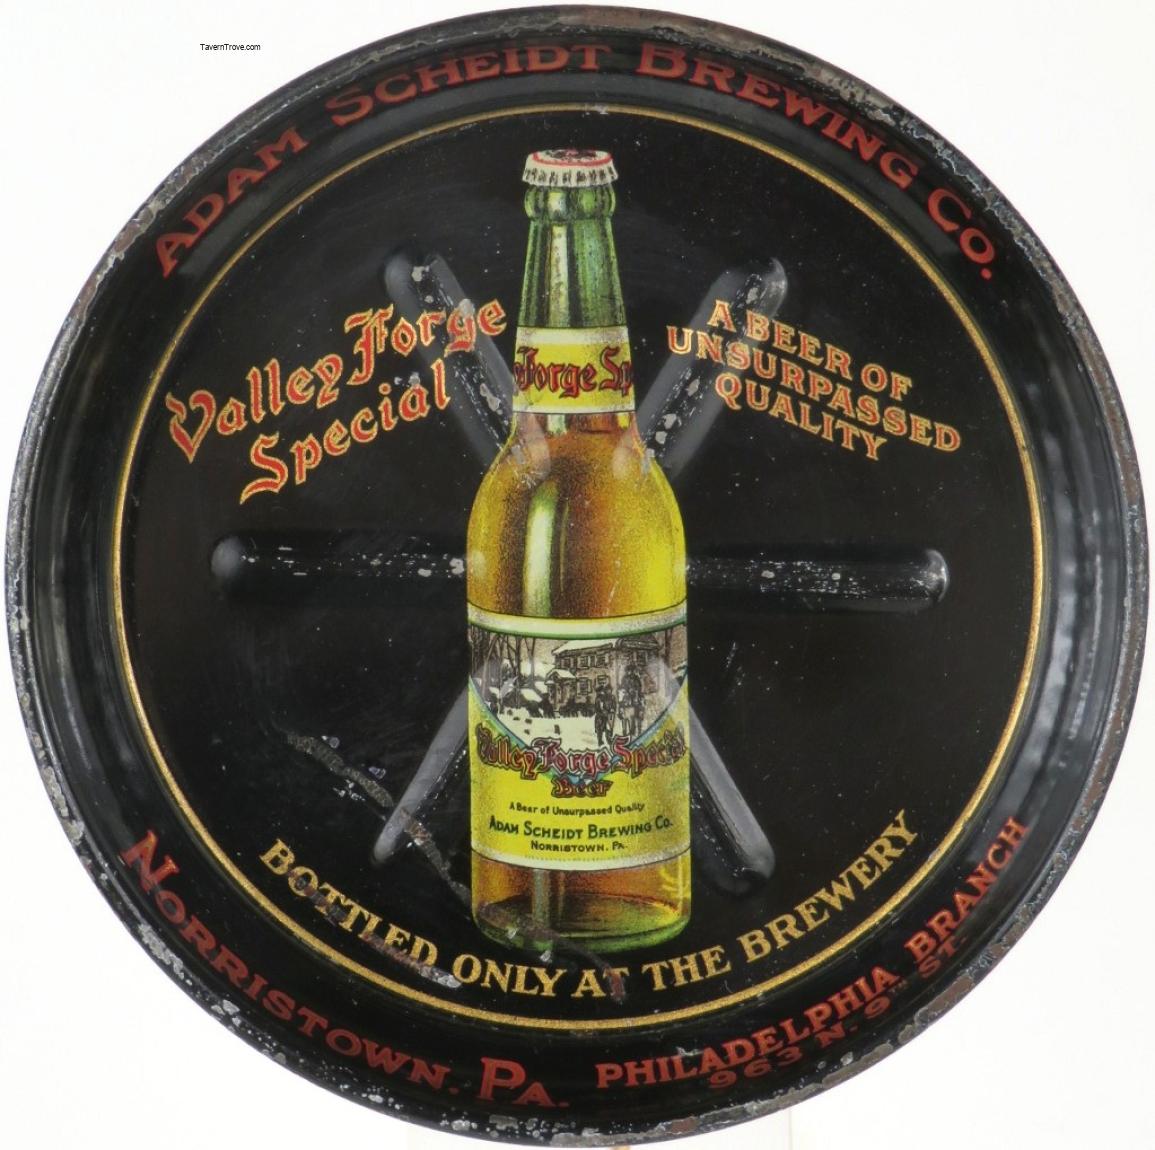 TavernTrove.com
ADAM SCHEIDT BREWING CO.
Valley Forge
Special
A BEER OF
UNSURPASSED
QUALITY
Forge Sp
Valley Forge Special
Beer
A Beer of Unsurpassed Quality
ADAM SCHEIDT BREWING CO.
NORRISTOWN, PA.
BOTTLED ONLY AT THE BREWERY
NORRISTOWN. PA.
PHILADELPHIA BRANCH
963 N. 9TH ST.